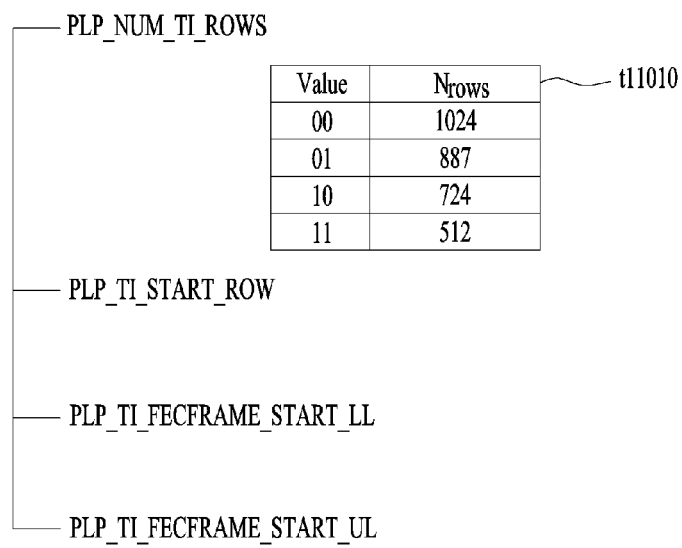 PLP_NUM_TI_ROWS
t11010
Value Nrows
00 1024
01 887
10 724
11 512
PLP_TI_START_ROW
PLP_TI_FECFRAME_START_LL
PLP_TI_FECFRAME_START_UL